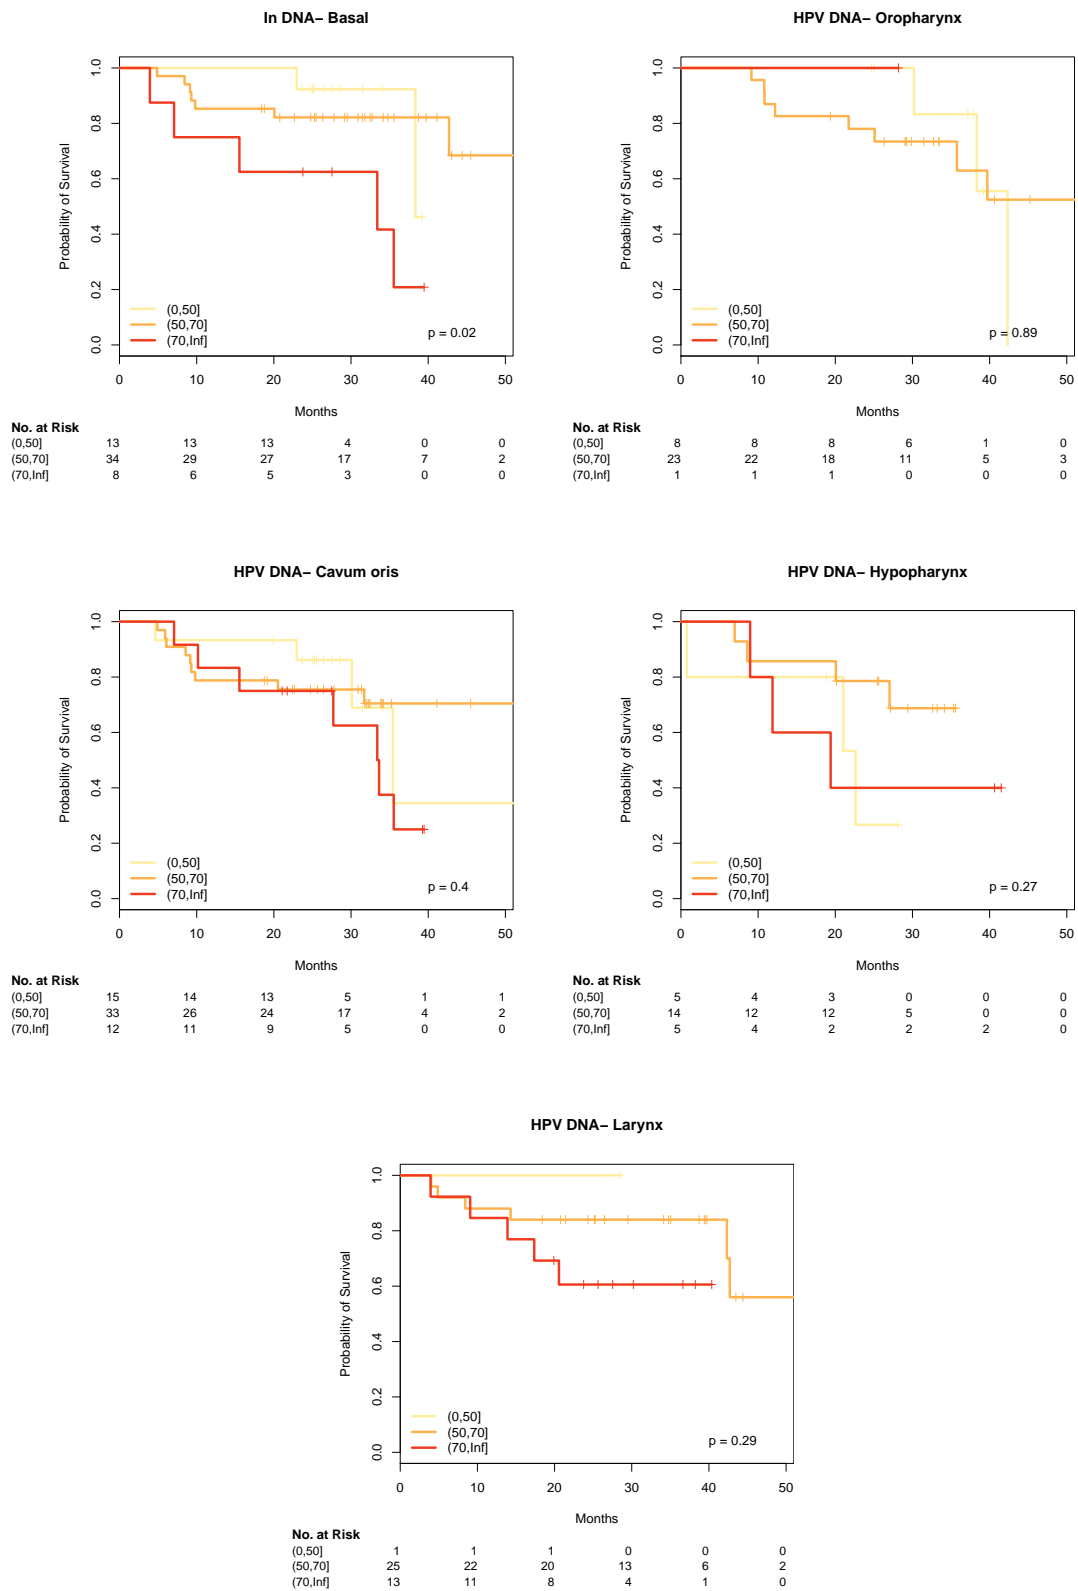 In DNA− Basal
Probability of Survival
0.0 0.2 0.4 0.6 0.8 1.0
(0,50]
(50,70]
(70,Inf]
p = 0.02
0 10 20 30 40 50
Months
No. at Risk
(0,50] 13 13 13 4 0 0
(50,70] 34 29 27 17 7 2
(70,Inf] 8 6 5 3 0 0
HPV DNA− Oropharynx
Probability of Survival
0.0 0.2 0.4 0.6 0.8 1.0
(0,50]
(50,70]
(70,Inf]
p = 0.89
0 10 20 30 40 50
Months
No. at Risk
(0,50] 8 8 8 6 1 0
(50,70] 23 22 18 11 5 3
(70,Inf] 1 1 1 0 0 0
HPV DNA− Cavum oris
Probability of Survival
0.0 0.2 0.4 0.6 0.8 1.0
(0,50]
(50,70]
(70,Inf]
p = 0.4
0 10 20 30 40 50
Months
No. at Risk
(0,50] 15 14 13 5 1 1
(50,70] 33 26 24 17 4 2
(70,Inf] 12 11 9 5 0 0
HPV DNA− Hypopharynx
Probability of Survival
0.0 0.2 0.4 0.6 0.8 1.0
(0,50]
(50,70]
(70,Inf]
p = 0.27
0 10 20 30 40 50
Months
No. at Risk
(0,50] 5 4 3 0 0 0
(50,70] 14 12 12 5 0 0
(70,Inf] 5 4 2 2 2 0
HPV DNA− Larynx
Probability of Survival
0.0 0.2 0.4 0.6 0.8 1.0
(0,50]
(50,70]
(70,Inf]
p = 0.29
0 10 20 30 40 50
Months
No. at Risk
(0,50] 1 1 1 0 0 0
(50,70] 25 22 20 13 6 2
(70,Inf] 13 11 8 4 1 0